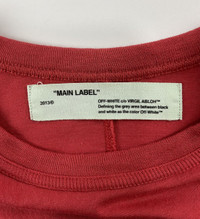 "MAIN LABEL"
2013©
OFF-WHITE c/o VIRGIL ABLOH™
Defining the grey area between black
and white as the color Off-White™